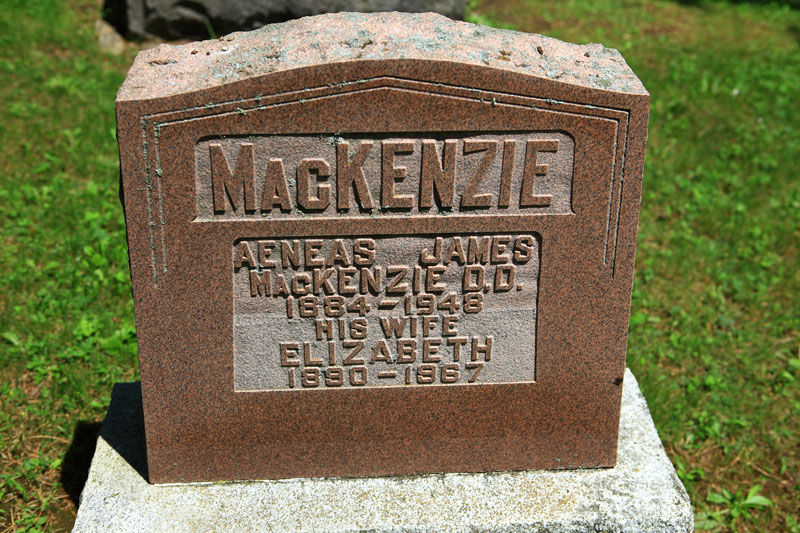 MacKENZIE
AENEAS JAMES
MacKENZIE D.D.
1884-1948
HIS WIFE
ELIZABETH
1890-1967